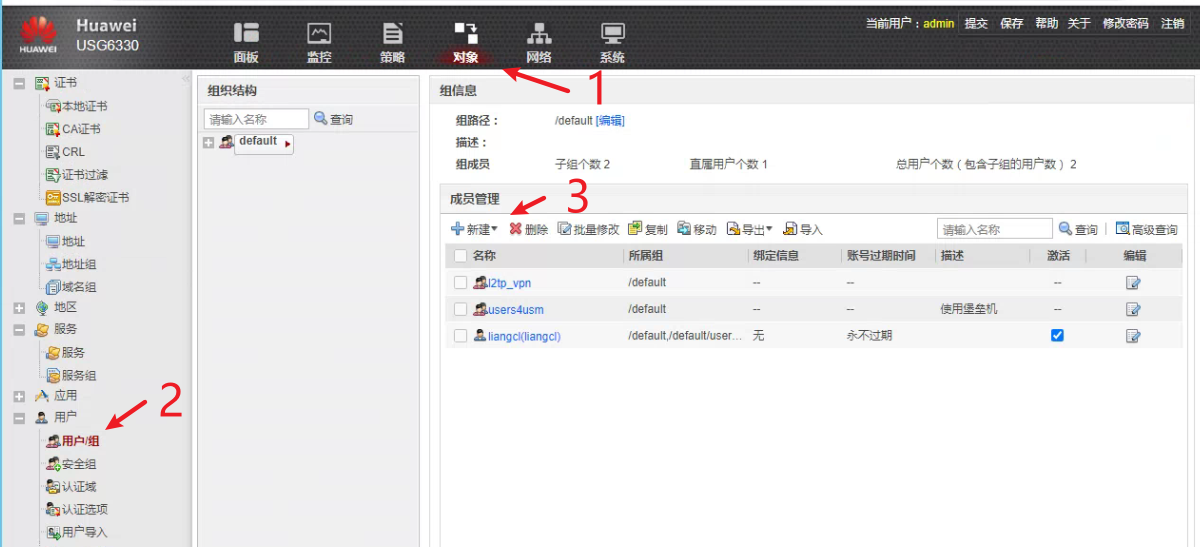 HUAWEI
Huawei
USG6330
面板
监控
策略
对象
网络
系统
当前用户：admin 提交 保存 帮助 关于 修改密码 注销
1
证书
本地证书
CA证书
CRL
证书过滤
SSL解密证书
地址
地址
地址组
域名组
地区
服务
服务
服务组
应用
用户
2
用户/组
安全组
认证域
认证选项
用户导入
组织结构
请输入名称 查询
default
组信息
组路径： /default [编辑]
描述：
组成员 子组个数 2 直属用户个数 1 总用户个数 ( 包含子组的用户数 ) 2
成员管理
3
新建 删除 批量修改 复制 移动 导出 导入 请输入名称 查询 高级查询
名称 所属组 绑定信息 账号过期时间 描述 激活 编辑
l2tp_vpn /default -- -- --
users4usm /default -- -- 使用堡垒机 --
liangcl(liangcl) /default,/default/user... 无 永不过期